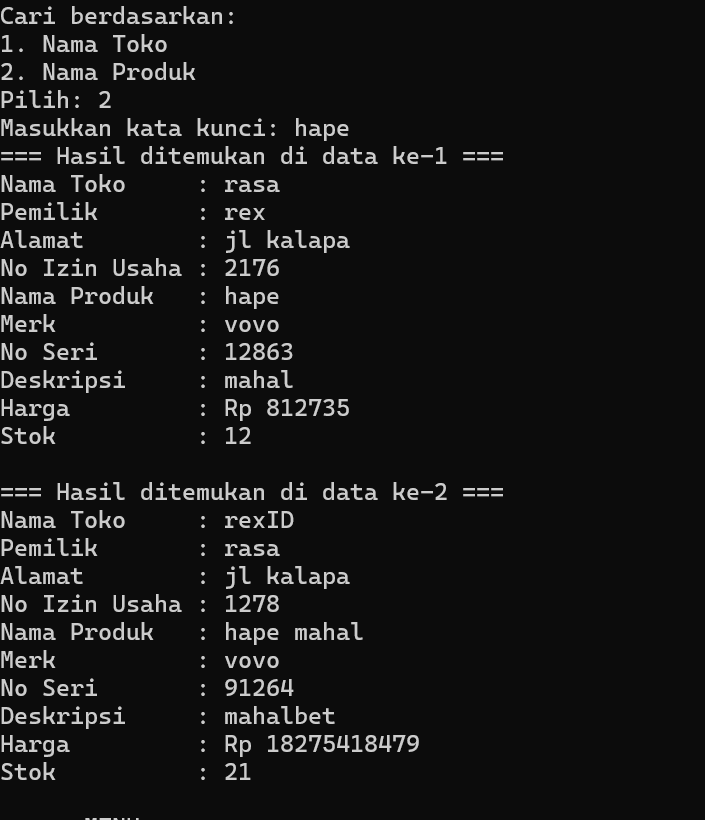 Cari berdasarkan:
1. Nama Toko
2. Nama Produk
Pilih: 2
Masukkan kata kunci: hape
=== Hasil ditemukan di data ke-1 ===
Nama Toko     : rasa
Pemilik       : rex
Alamat        : jl kalapa
No Izin Usaha : 2176
Nama Produk   : hape
Merk          : vovo
No Seri       : 12863
Deskripsi     : mahal
Harga         : Rp 812735
Stok          : 12
=== Hasil ditemukan di data ke-2 ===
Nama Toko     : rexID
Pemilik       : rasa
Alamat        : jl kalapa
No Izin Usaha : 1278
Nama Produk   : hape mahal
Merk          : vovo
No Seri       : 91264
Deskripsi     : mahalbet
Harga         : Rp 18275418479
Stok          : 21